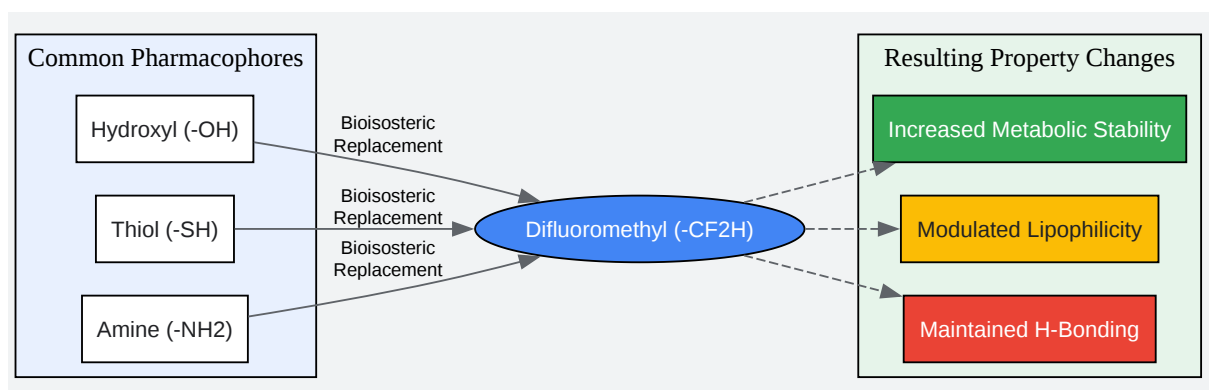 Common Pharmacophores
Hydroxyl (-OH)
Thiol (-SH)
Amine (-NH2)
Bioisosteric
Replacement
Bioisosteric
Replacement
Bioisosteric
Replacement
Difluoromethyl (-CF2H)
Resulting Property Changes
Increased Metabolic Stability
Modulated Lipophilicity
Maintained H-Bonding